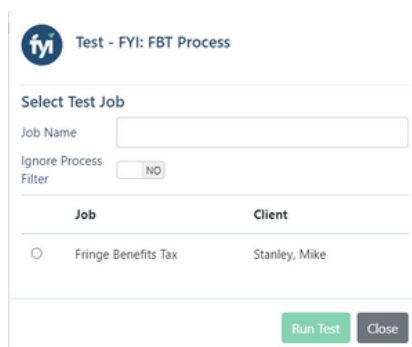 fyi Test - FYI: FBT Process
Select Test Job
Job Name
Ignore Process
Filter NO
Job Client
Fringe Benefits Tax Stanley, Mike
Run Test Close